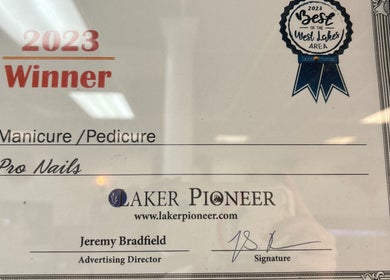 2023
Winner
2023
Best
OF THE
West Lakes
AREA
Manicure /Pedicure
Pro Nails
LAKER PIONEER
www.lakerpioneer.com
Jeremy Bradfield
Advertising Director
Signature